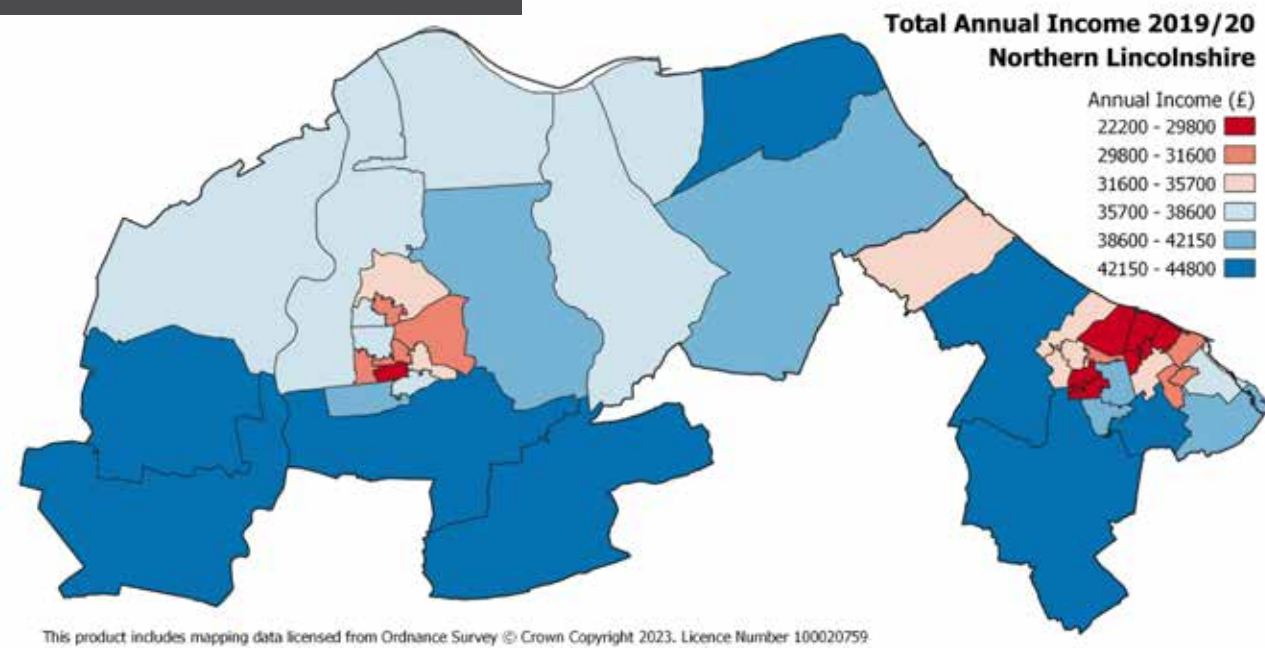 Total Annual Income 2019/20
Northern Lincolnshire
Annual Income (£)
22200 - 29800
29800 - 31600
31600 - 35700
35700 - 38600
38600 - 42150
42150 - 44800
This product includes mapping data licensed from Ordnance Survey © Crown Copyright 2023. Licence Number 100020759